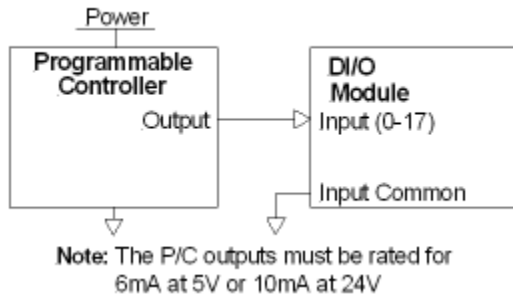 Power
Programmable
Controller
Output
DI/O
Module
Input (0-17)
Input Common
Note: The P/C outputs must be rated for
6mA at 5V or 10mA at 24V